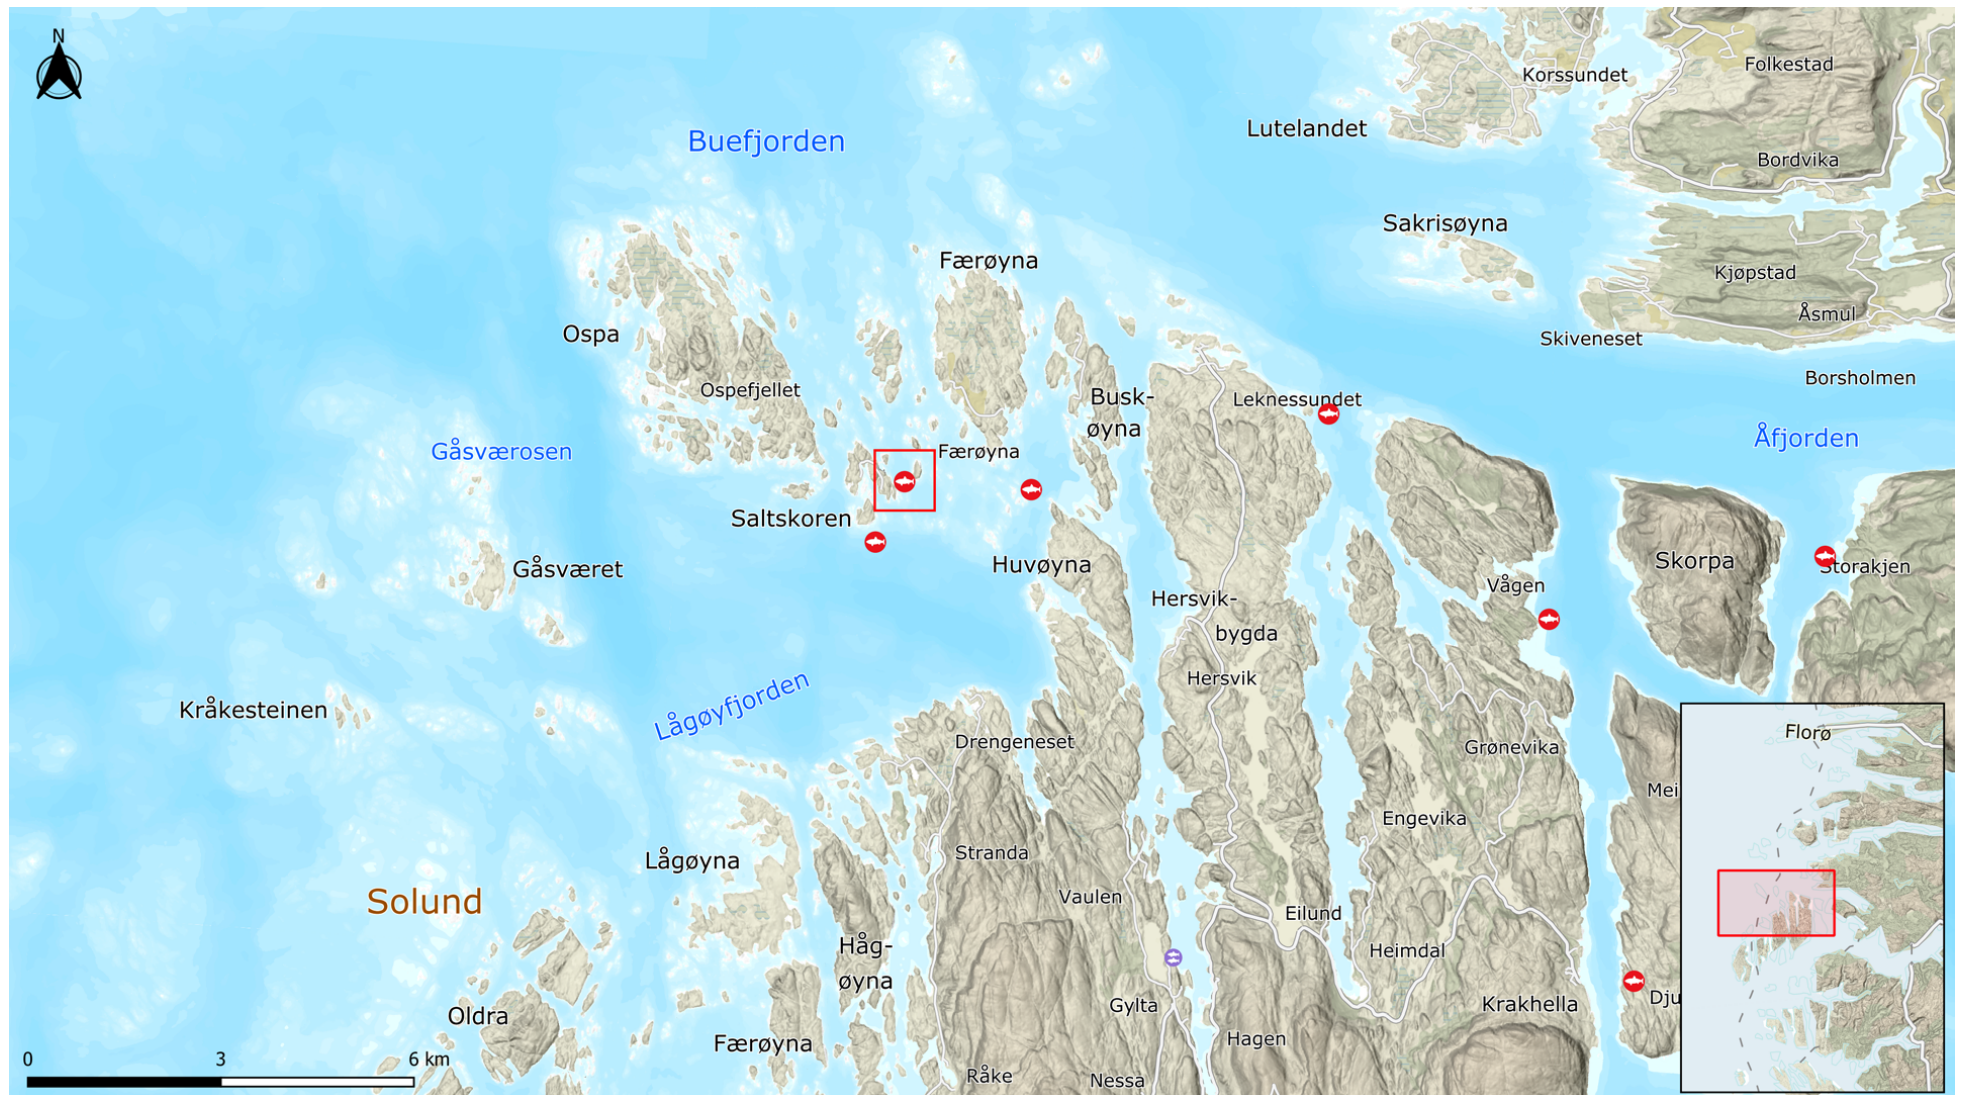 N
Folkestad
Korssundet
Lutelandet
Buefjorden
Bordvika
Sakrisøyna
Færøyna
Kjøpstad
Åsmul
Ospa
Skiveneset
Ospefjellet
Borsholmen
Busk-
øyna
Leknessundet
Åfjorden
Gåsværosen
Færøyna
Saltskoren
Huvøyna
Skorpa
Storakjen
Gåsværet
Vågen
Hersvik-
bygda
Hersvik
Lågøyfjorden
Kråkesteinen
Drengeneset
Grønevika
Florø
Mei
Engevika
Stranda
Lågøyna
Vaulen
Solund
Eilund
Håg-
øyna
Heimdal
Gylta
Krakhella
Dju
Oldra
Færøyna
Hagen
Råke
Nessa
0 3 6 km